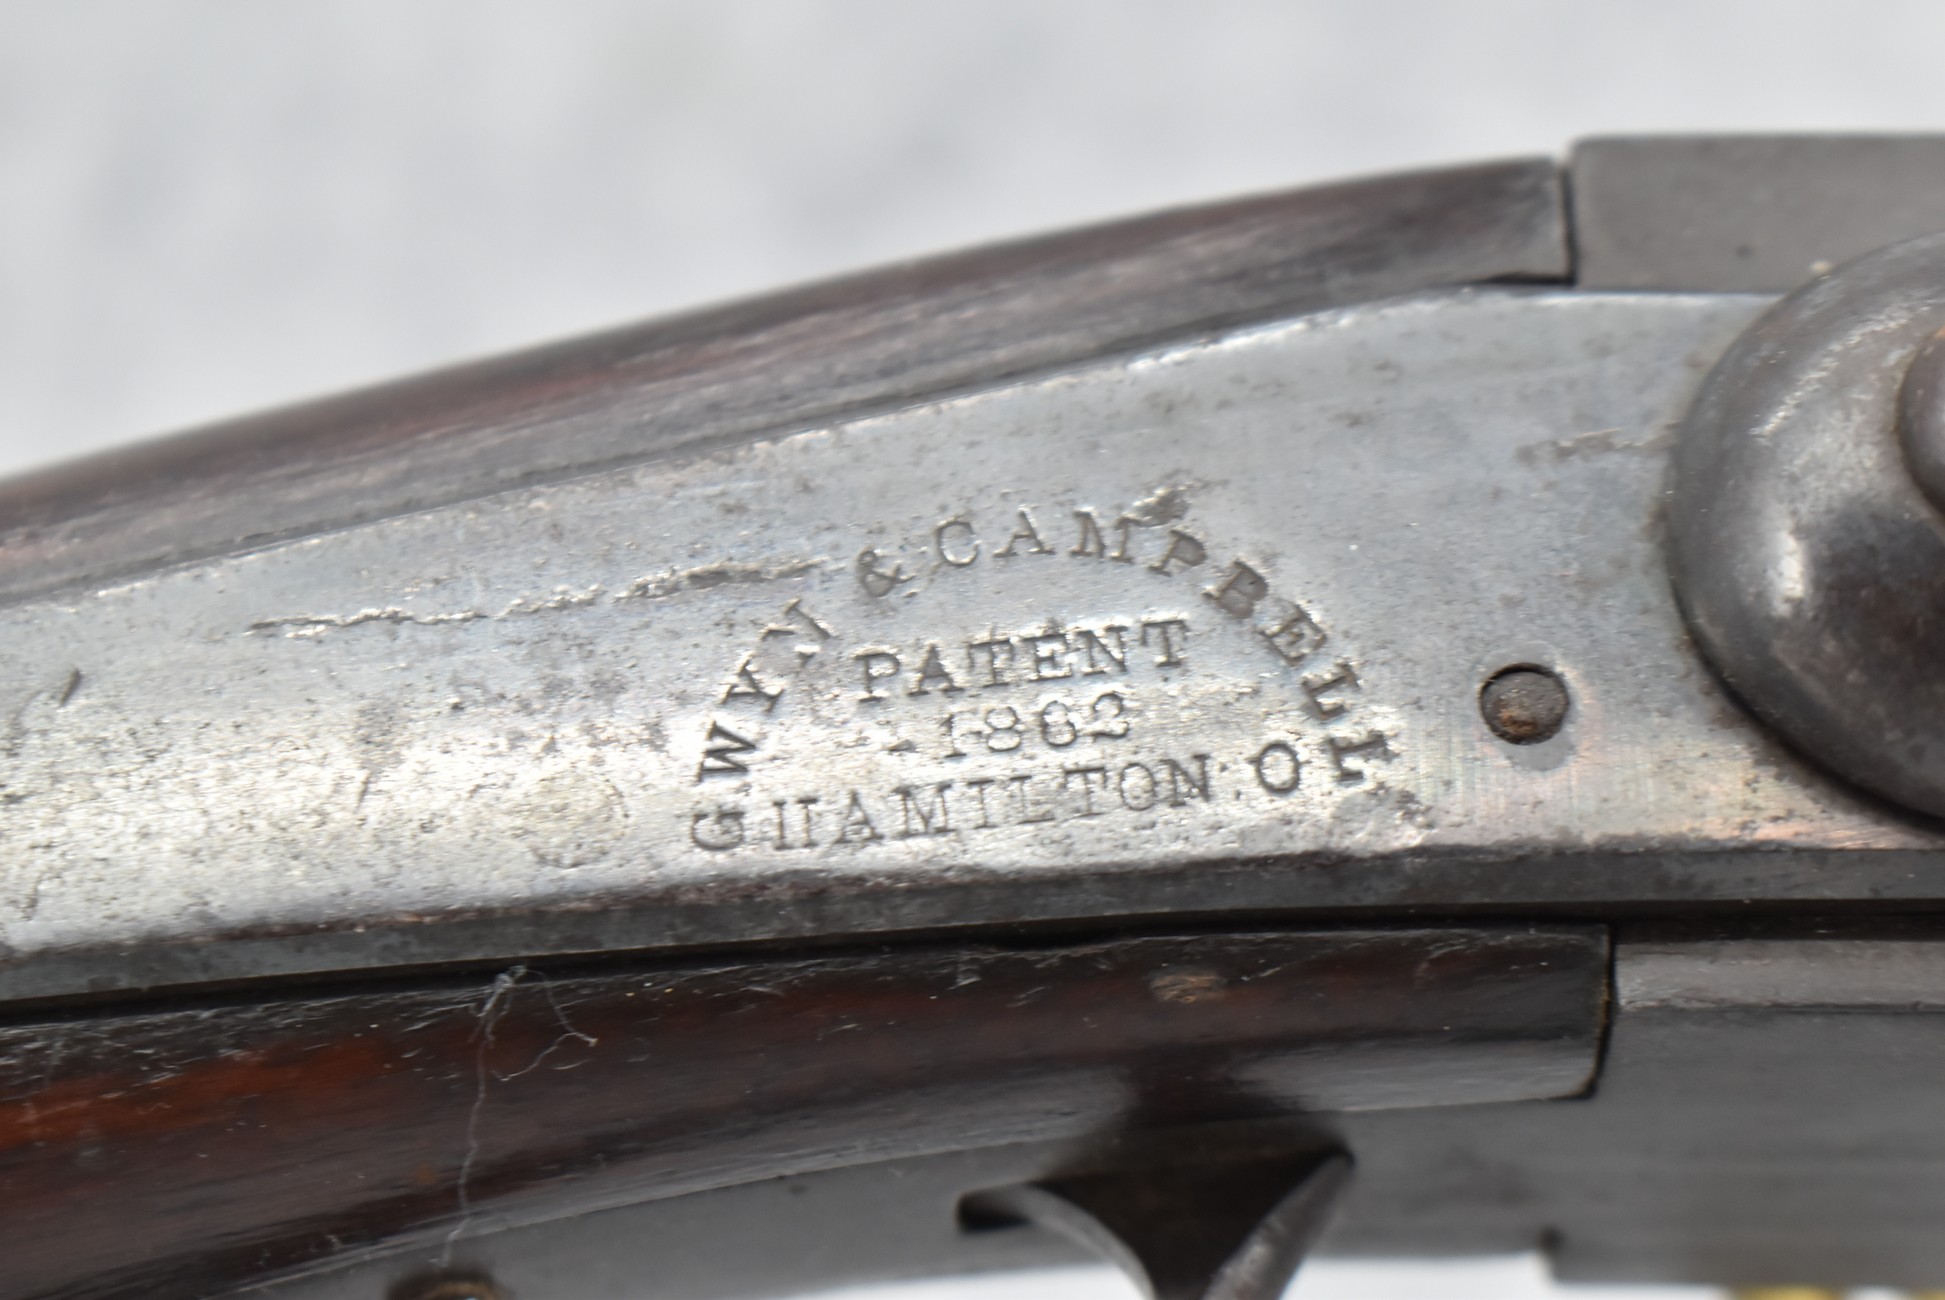 GWYN & CAMPBELL
PATENT
1862
HAMILTON.O